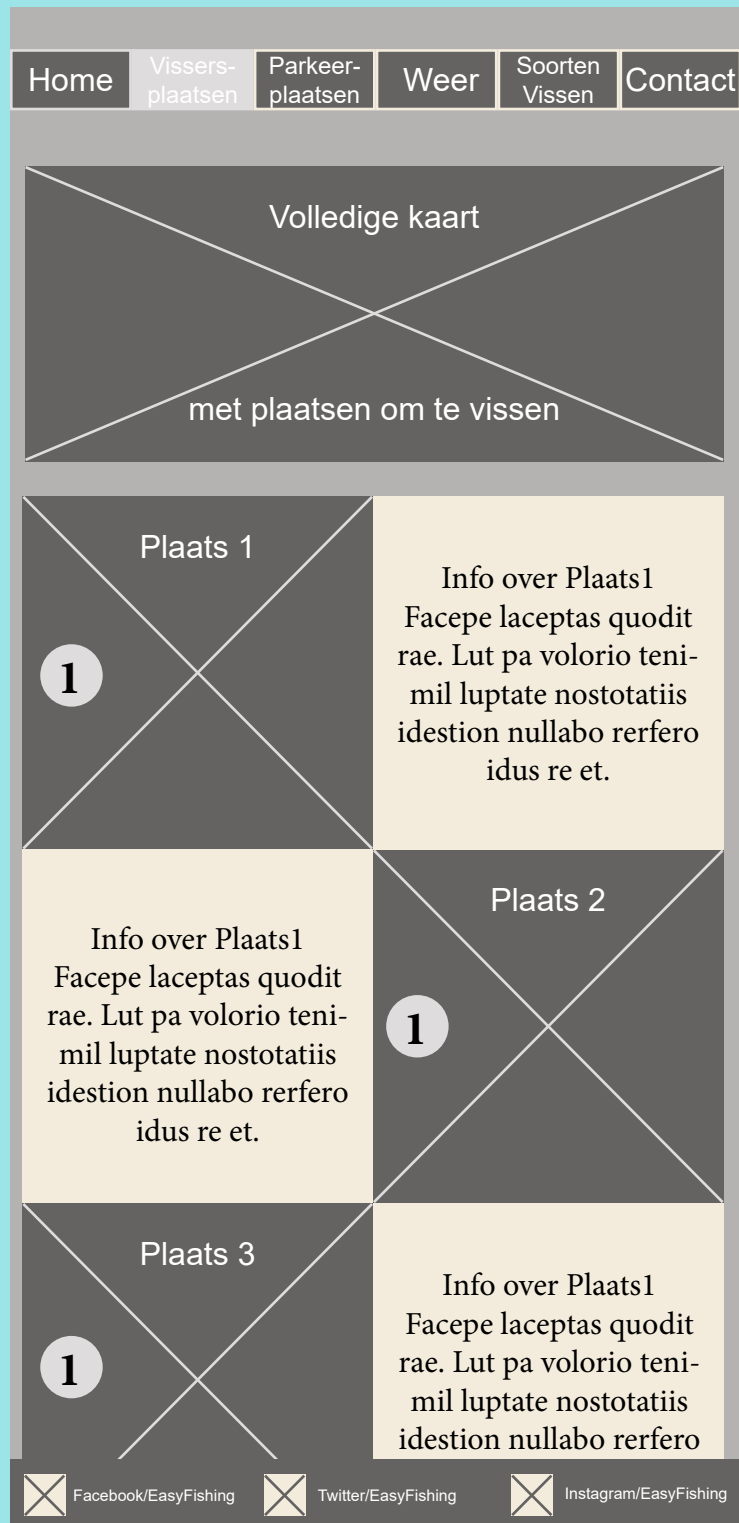 Home
Vissers-
plaatsen
Parkeer-
plaatsen
Weer
Soorten
Vissen
Contact
Volledige kaart
met plaatsen om te vissen
Plaats 1
1
Info over Plaats1
Facepe laceptas quodit
rae. Lut pa volorio teni-
mil luptate nostotatiis
idestion nullabo rerfero
idus re et.
Info over Plaats1
Facepe laceptas quodit
rae. Lut pa volorio teni-
mil luptate nostotatiis
idestion nullabo rerfero
idus re et.
Plaats 2
1
Plaats 3
1
Info over Plaats1
Facepe laceptas quodit
rae. Lut pa volorio teni-
mil luptate nostotatiis
idestion nullabo rerfero
Facebook/EasyFishing
Twitter/EasyFishing
Instagram/EasyFishing